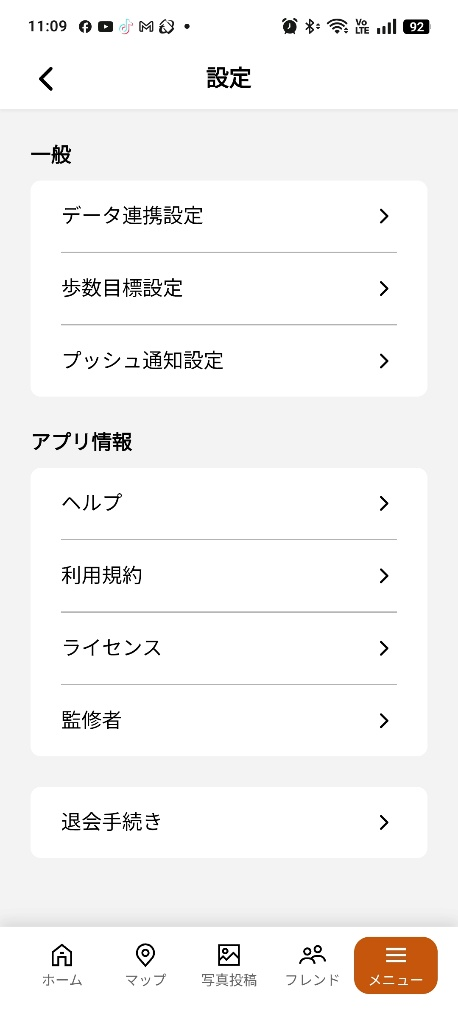 11:09
Vo
LTE
92
設定
一般
データ連携設定
歩数目標設定
プッシュ通知設定
アプリ情報
ヘルプ
利用規約
ライセンス
監修者
退会手続き
ホーム
マップ
写真投稿
フレンド
メニュー